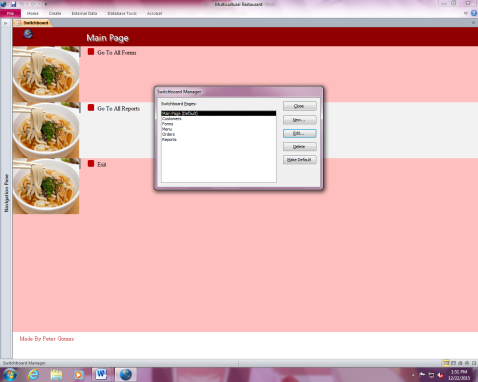 Multicultural Restaurant
File Home Create External Data Database Tools Acrobat
Switchboard
Main Page
Go To All Forms
Go To All Reports
Exit
Navigation Pane
Switchboard Manager
Switchboard Pages:
Main Page (Default)
Customers
Forms
Menu
Orders
Reports
Close
New...
Edit...
Delete
Make Default
Made By Peter Gomes
Switchboard Manager
1:51 PM
12/22/2015